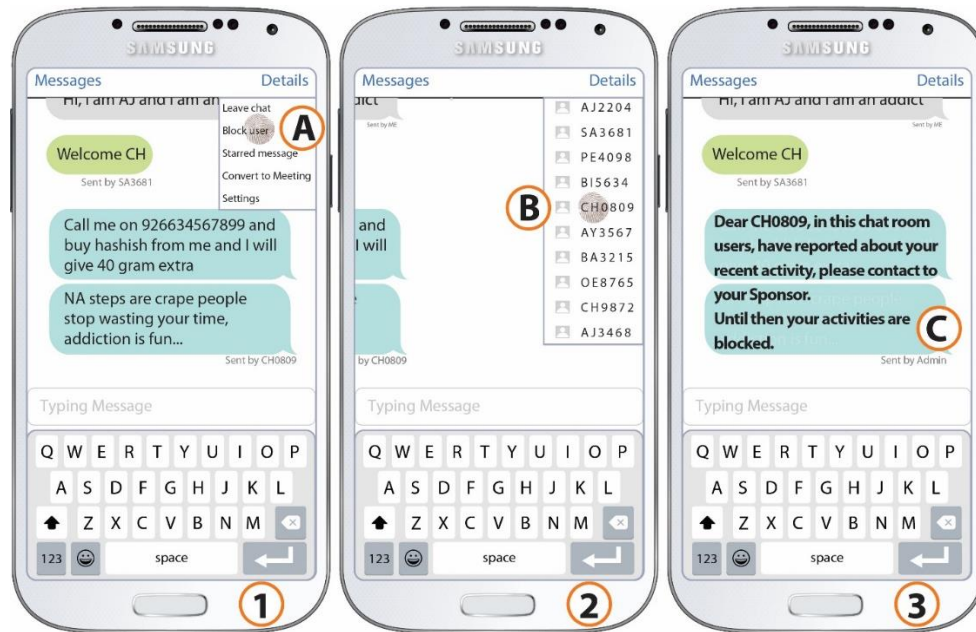 SAMSUNG
Messages Details
Hi, I am AJ and I am an
Leave chat
Block user
A
Starred message
Convert to Meeting
Settings
Welcome CH
Sent by SA3681
Call me on 926634567899 and
buy hashish from me and I will
give 40 gram extra
NA steps are crape people
stop wasting your time,
addiction is fun...
Sent by CH0809
Typing Message
Q W E R T Y U I O P
A S D F G H J K L
Z X C V B N M
123 space
1
SAMSUNG
Messages Details
dict
Sent by ME
AJ2204
SA3681
PE4098
BI5634
B
CH0809
AY3567
BA3215
OE8765
CH9872
AJ3468
and
I will
by CH0809
Typing Message
Q W E R T Y U I O P
A S D F G H J K L
Z X C V B N M
123 space
2
SAMSUNG
Messages Details
Hi, I am AJ and I am an addict
Sent by ME
Welcome CH
Sent by SA3681
Dear CH0809, in this chat room
users, have reported about your
recent activity, please contact to
your Sponsor.
Until then your activities are
blocked.
C
Sent by Admin
Typing Message
Q W E R T Y U I O P
A S D F G H J K L
Z X C V B N M
123 space
3